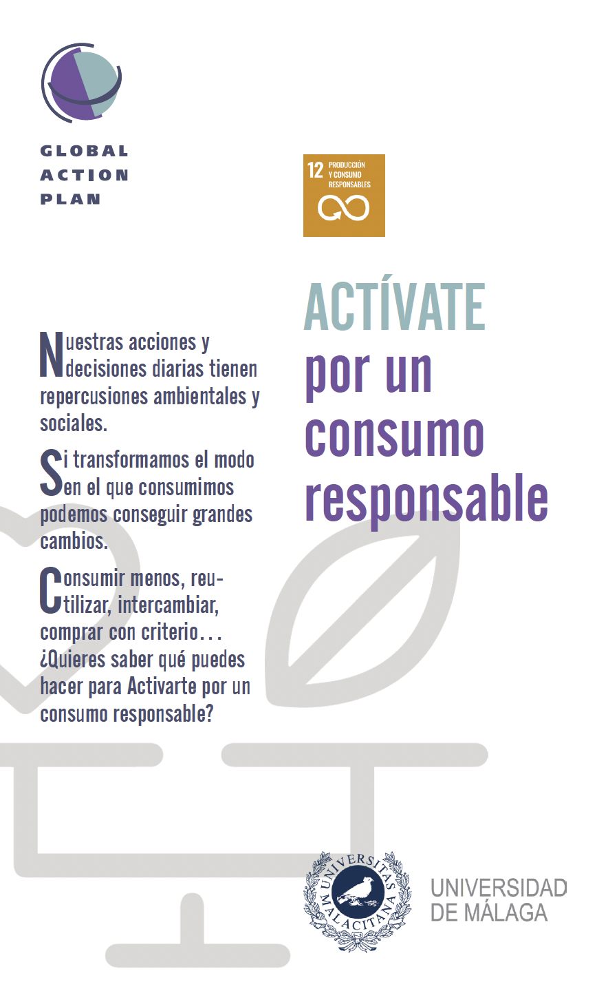 GLOBAL
ACTION
PLAN
12 PRODUCCIÓN
Y CONSUMO
RESPONSABLES
ACTÍVATE
por un
consumo
responsable
Nuestras acciones y
decisiones diarias tienen
repercusiones ambientales y
sociales.
Si transformamos el modo
en el que consumimos
podemos conseguir grandes
cambios.
Consumir menos, reu-
tilizar, intercambiar,
comprar con criterio...
¿Quieres saber qué puedes
hacer para Activarte por un
consumo responsable?
UNIVERSITAS
MALACITANA
UNIVERSIDAD
DE MÁLAGA